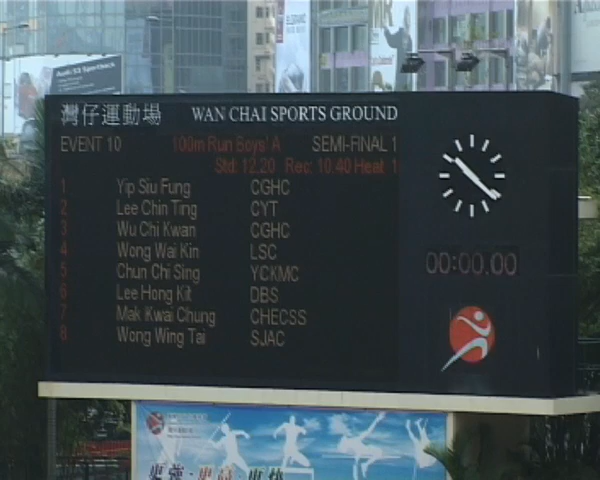 Audi S3 Sportback
灣仔運動場 WAN CHAI SPORTS GROUND
EVENT 10 100m Run Boys' A SEMI-FINAL 1
Std: 12.20 Rec: 10.40 Heat 1
1 Yip Siu Fung CGHC
2 Lee Chin Ting CYT
3 Wu Chi Kwan CGHC
4 Wong Wai Kin LSC
5 Chun Chi Sing YCKMC
6 Lee Hong Kit DBS
7 Mak Kwai Chung CHECSS
8 Wong Wing Tai SJAC
00:00.00